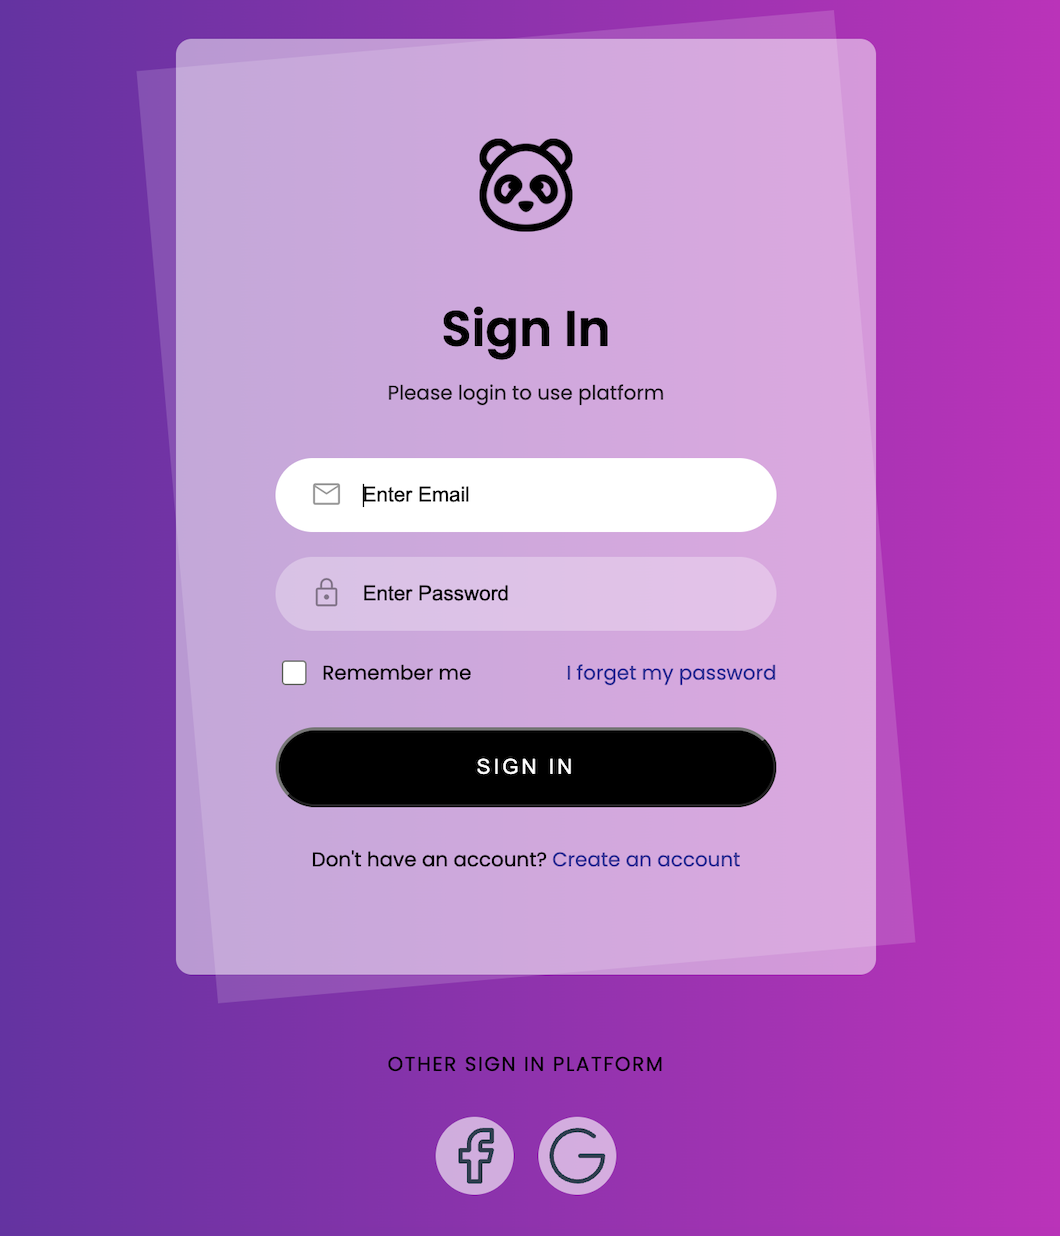 Sign In
Please login to use platform
Enter Email
Enter Password
Remember me
I forget my password
SIGN IN
Don't have an account? Create an account
OTHER SIGN IN PLATFORM